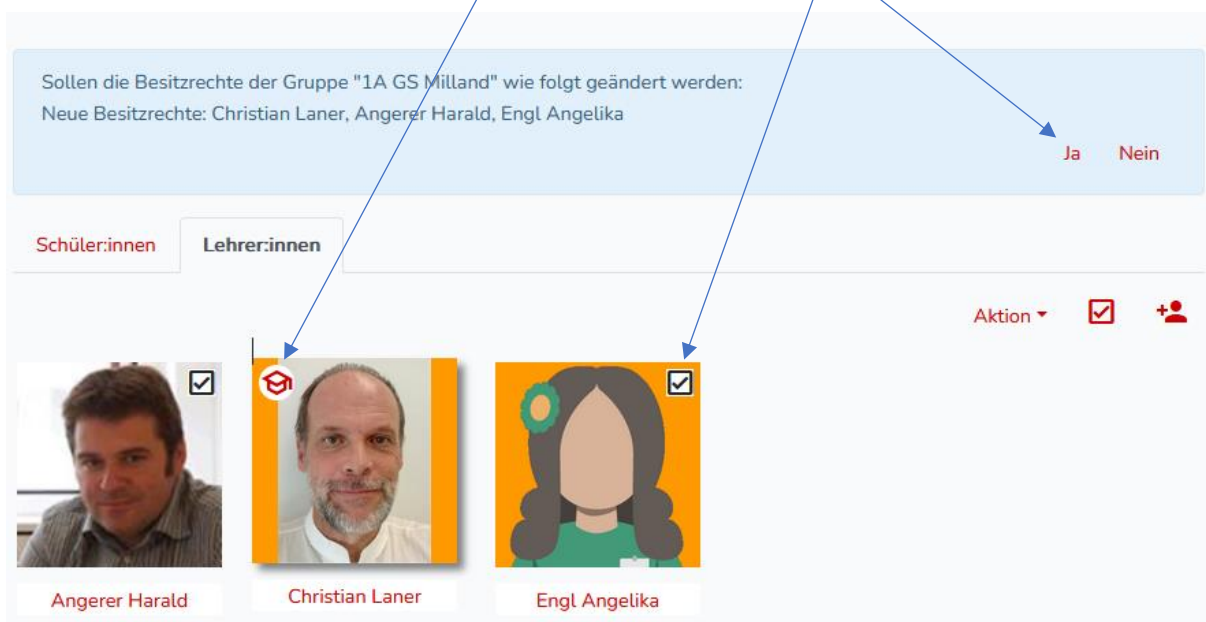 Sollen die Besitzrechte der Gruppe "1A GS Milland" wie folgt geändert werden:
Neue Besitzrechte: Christian Laner, Angerer Harald, Engl Angelika
Ja Nein
Schüler:innen Lehrer:innen
Aktion
Angerer Harald Christian Laner Engl Angelika